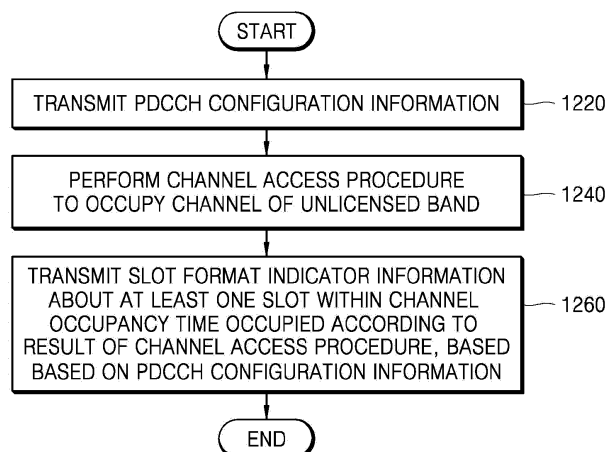 START
TRANSMIT PDCCH CONFIGURATION INFORMATION
1220
PERFORM CHANNEL ACCESS PROCEDURE
TO OCCUPY CHANNEL OF UNLICENSED BAND
1240
TRANSMIT SLOT FORMAT INDICATOR INFORMATION
ABOUT AT LEAST ONE SLOT WITHIN CHANNEL
OCCUPANCY TIME OCCUPIED ACCORDING TO
RESULT OF CHANNEL ACCESS PROCEDURE, BASED
BASED ON PDCCH CONFIGURATION INFORMATION
1260
END